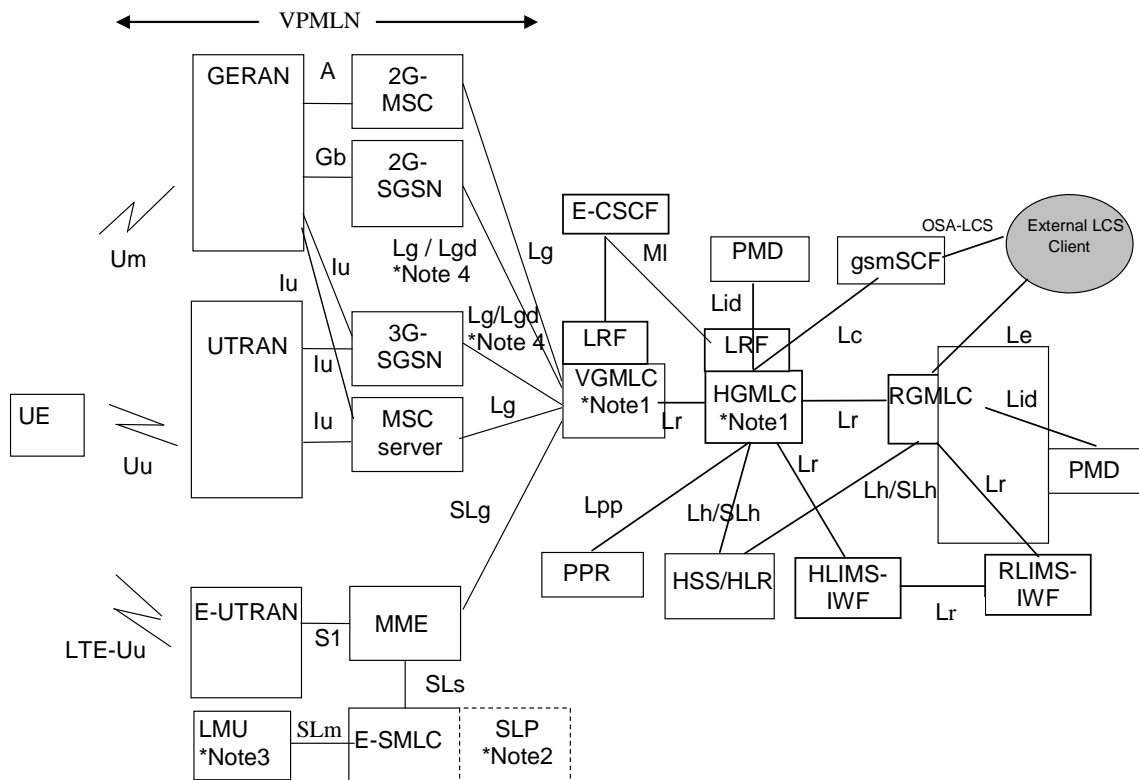 VPMLN
GERAN
A
2G-
MSC
Gb
2G-
SGSN
Um
Iu
Iu
Lg / Lgd
*Note 4
Lg
E-CSCF
Ml
PMD
OSA-LCS
gsmSCF
External LCS
Client
Lid
UTRAN
Iu
3G-
SGSN
Lg/Lgd
*Note 4
LRF
LRF
Lc
Le
UE
Uu
Iu
MSC
server
Lg
VGMLC
*Note1
Lr
HGMLC
*Note1
Lr
RGMLC
Lid
PMD
SLg
Lpp
Lh/SLh
Lr
Lh/SLh
Lr
PPR
HSS/HLR
HLIMS-
IWF
Lr
RLIMS-
IWF
LTE-Uu
E-UTRAN
S1
MME
SLs
LMU
*Note3
SLm
E-SMLC
SLP
*Note2